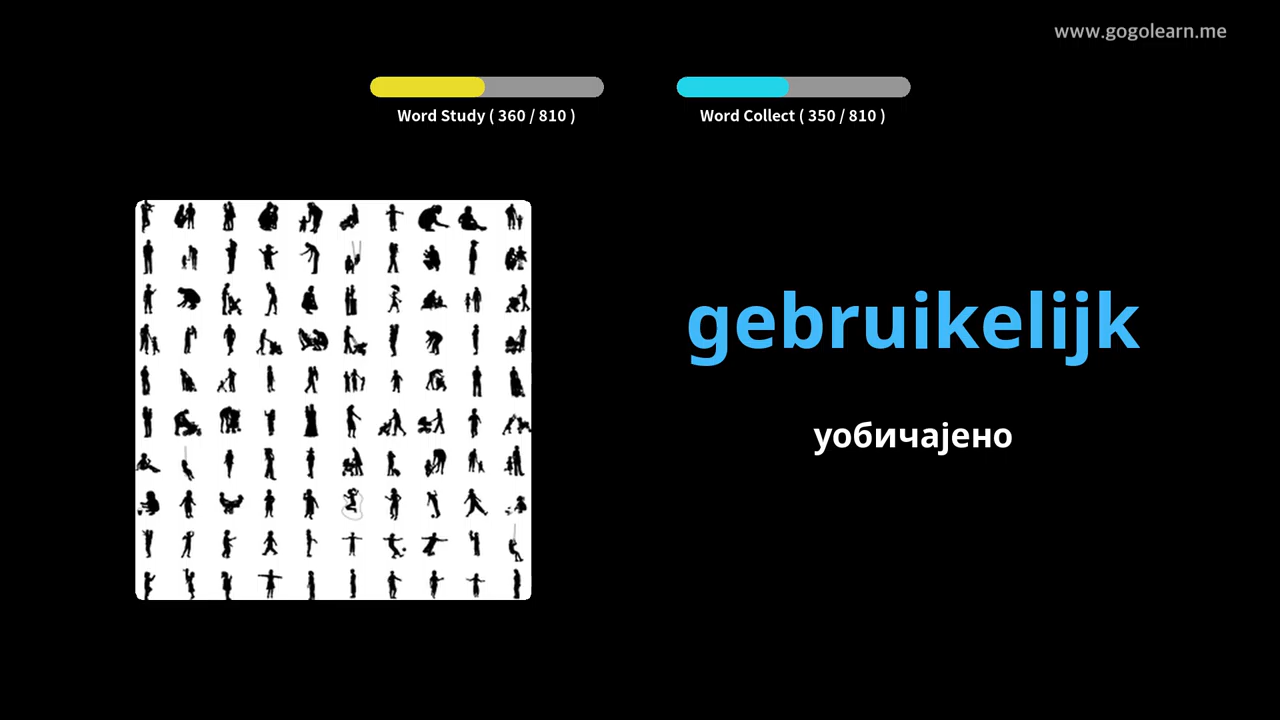 www.gogolearn.me
Word Study ( 360 / 810 )
Word Collect ( 350 / 810 )
gebruikelijk
уобичајено